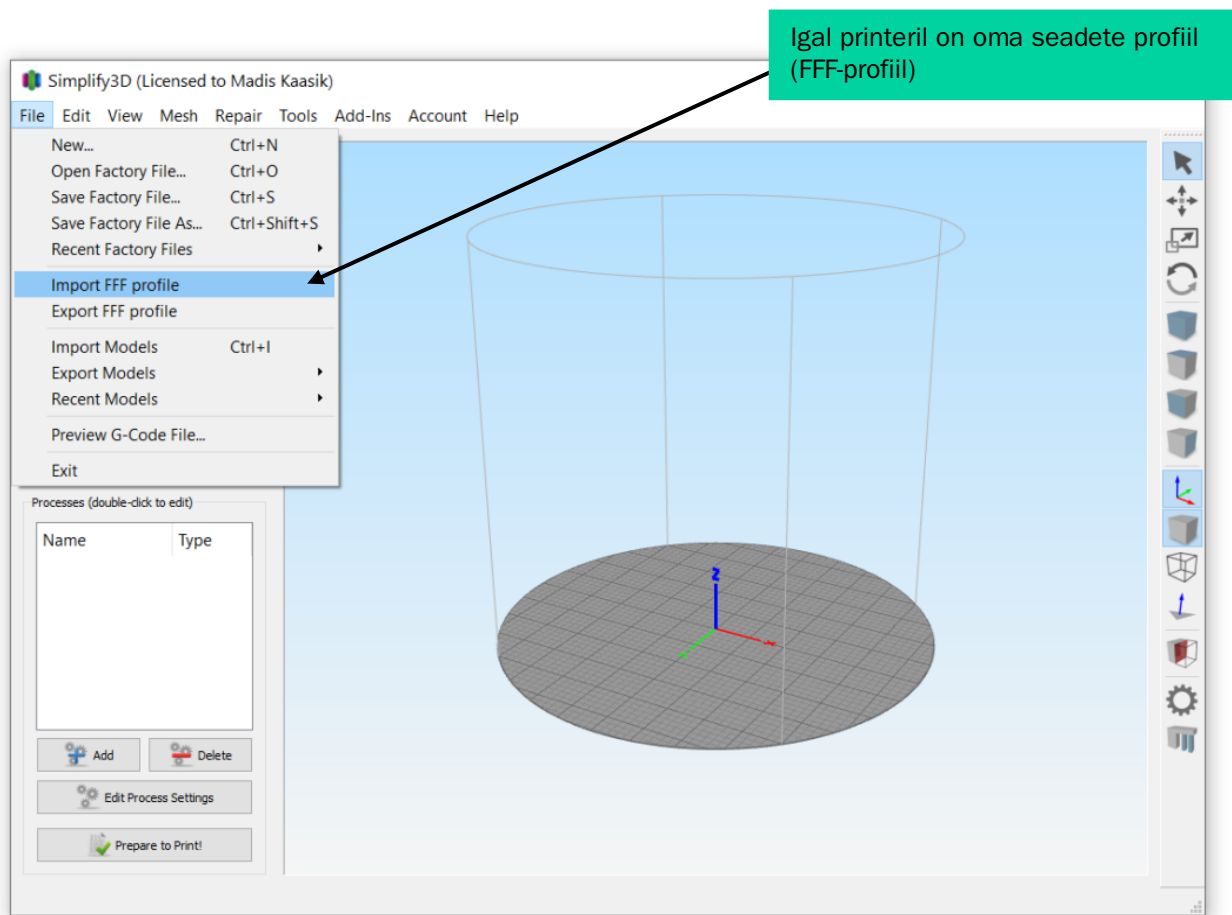 Igal printeril on oma seadete profiil
(FFF-profiil)
Simplify3D (Licensed to Madis Kaasik)
File Edit View Mesh Repair Tools Add-Ins Account Help
New... Ctrl+N
Open Factory File... Ctrl+O
Save Factory File... Ctrl+S
Save Factory File As... Ctrl+Shift+S
Recent Factory Files
Import FFF profile
Export FFF profile
Import Models Ctrl+I
Export Models
Recent Models
Preview G-Code File...
Exit
Processes (double-click to edit)
Name Type
Add Delete
Edit Process Settings
Prepare to Print!
Z
X
Y